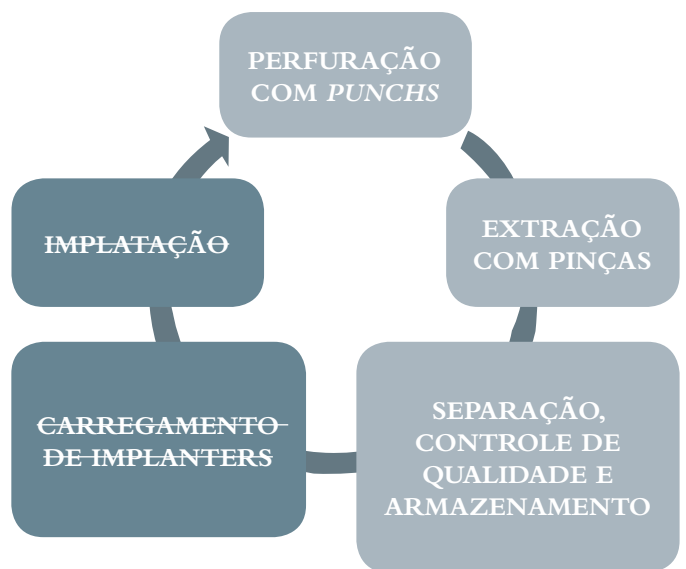 PERFURAÇÃO
COM PUNCHS
EXTRAÇÃO
COM PINÇAS
SEPARAÇÃO,
CONTROLE DE
QUALIDADE E
ARMAZENAMENTO
CARREGAMENTO
DE IMPLANTERS
IMPLATAÇÃO